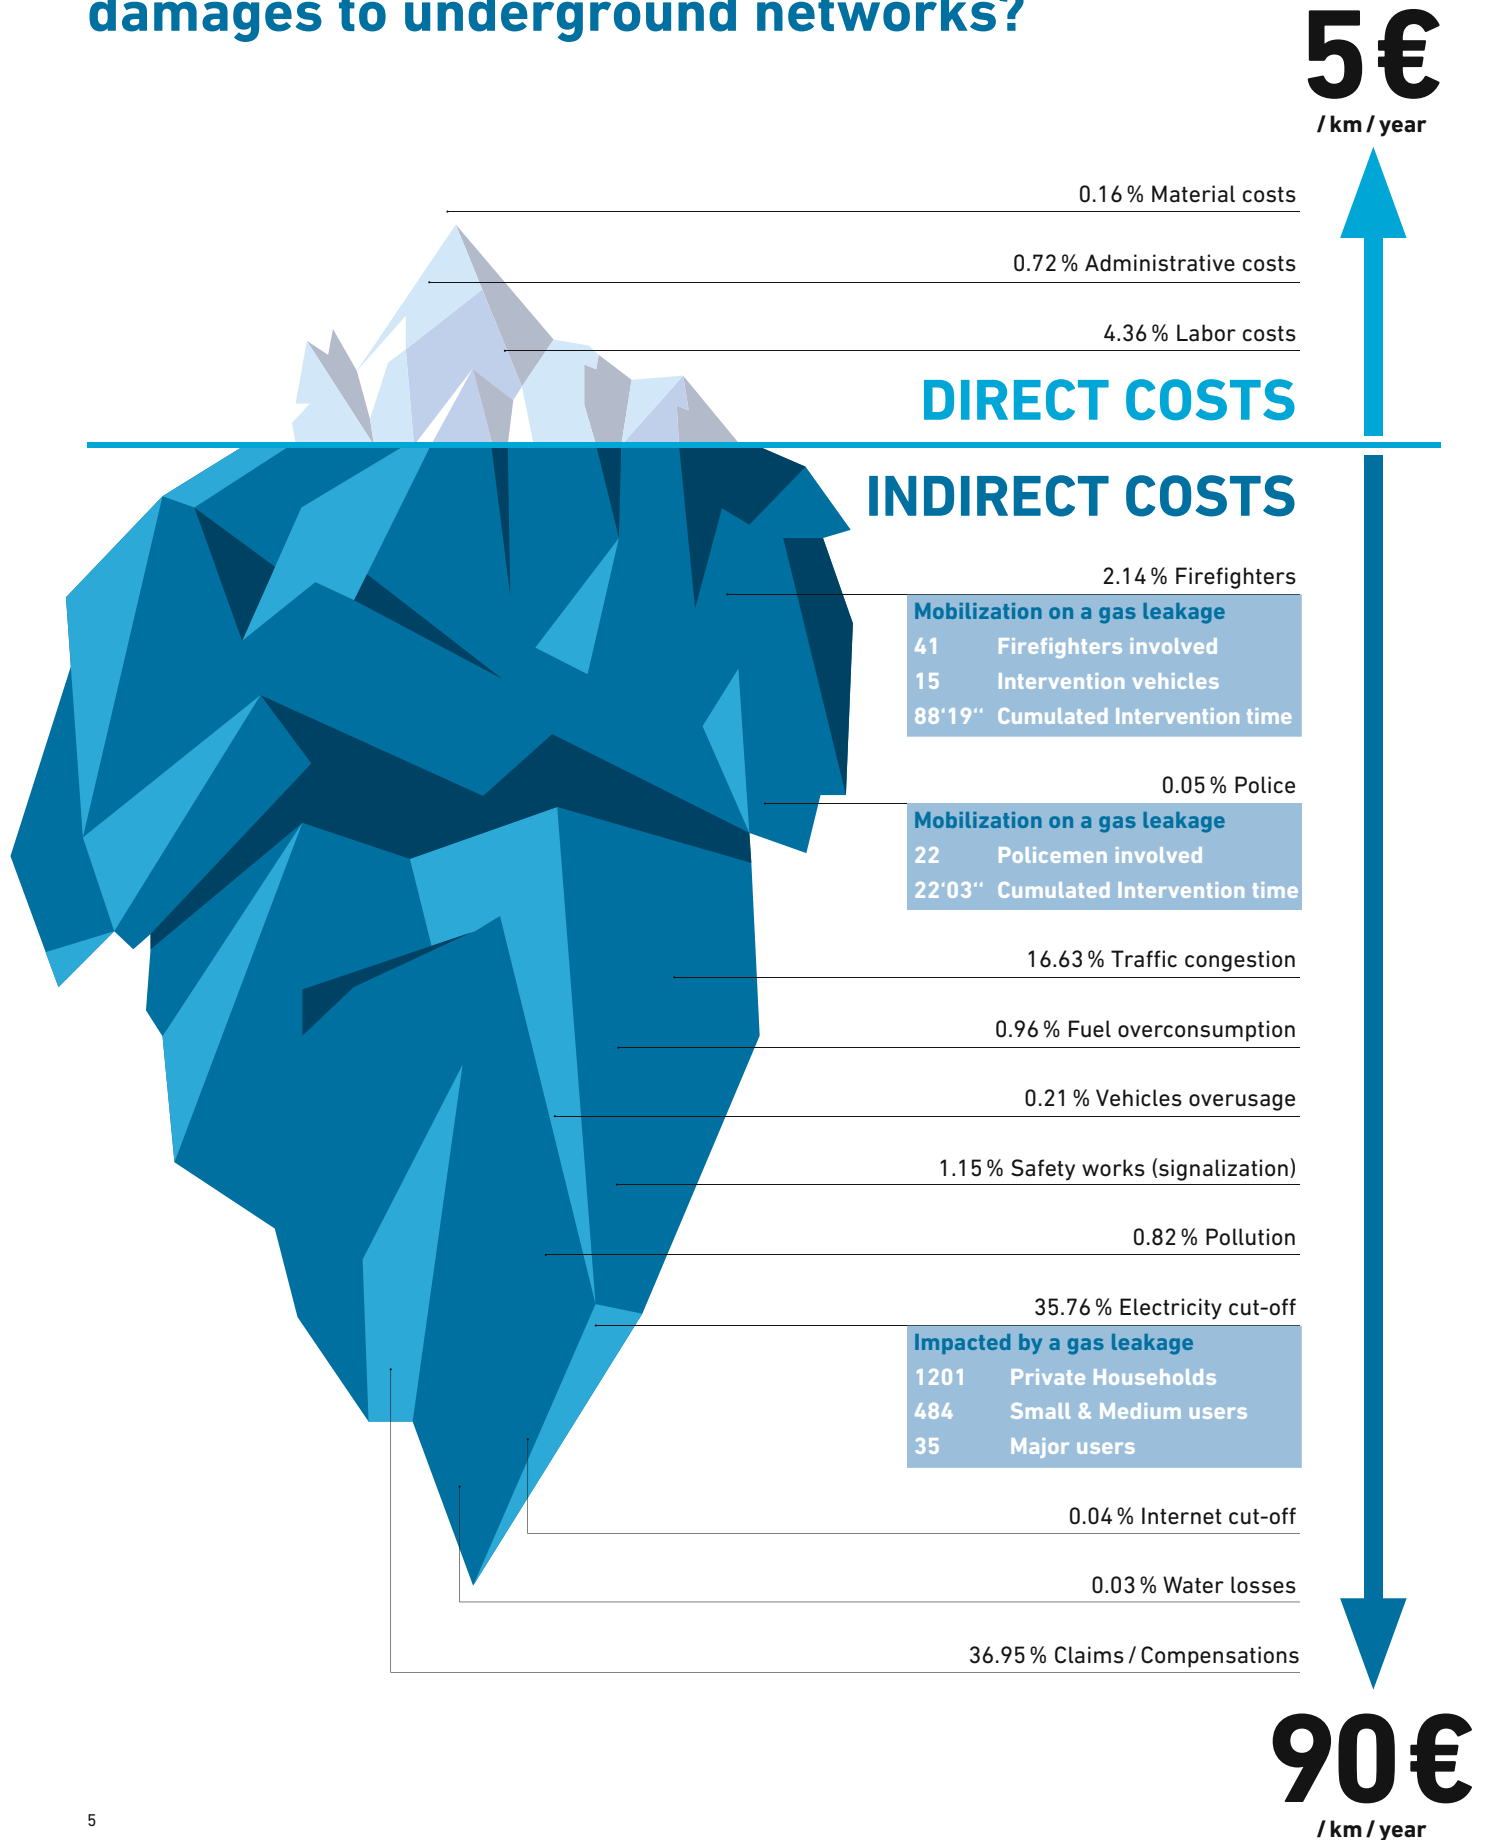 damages to underground networks?
5 €
/ km / year
0.16 % Material costs
0.72 % Administrative costs
4.36 % Labor costs
DIRECT COSTS
INDIRECT COSTS
2.14 % Firefighters
Mobilization on a gas leakage
41 Firefighters involved
15 Intervention vehicles
88‘19“ Cumulated Intervention time
0.05 % Police
Mobilization on a gas leakage
22 Policemen involved
22‘03“ Cumulated Intervention time
16.63 % Traffic congestion
0.96 % Fuel overconsumption
0.21 % Vehicles overusage
1.15 % Safety works (signalization)
0.82 % Pollution
35.76 % Electricity cut-off
Impacted by a gas leakage
1201 Private Households
484 Small & Medium users
35 Major users
0.04 % Internet cut-off
0.03 % Water losses
36.95 % Claims / Compensations
90 €
/ km / year
5